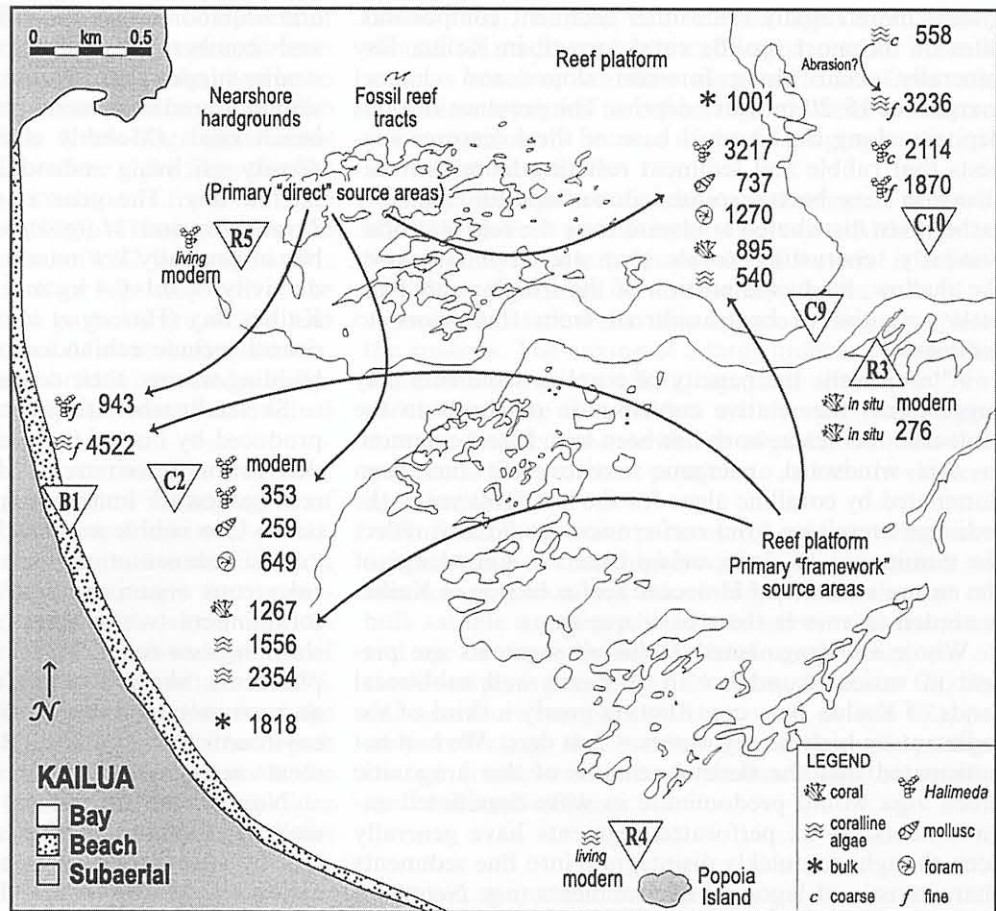 0 km 0.5
Nearshore
hardgrounds
Fossil Reef
tracts
Reef platform
(Primary "direct" source areas)
c 558
Abrasion?
f 3236
1001
3217
737
1270
895
540
c 2114
f 1870
C10
C9
R3
in situ modern
in situ 276
R5
living
modern
943
f 4522
B1
C2
modern
353
259
649
1267
1556
2354
1818
Reef platform
Primary "framework"
source areas
N
KAILUA
Bay
Beach
Subaerial
living
modern
R4
Popoia
Island
LEGEND
coral
Halimeda
coralline
algae
mollusc
bulk
foram
c coarse
f fine